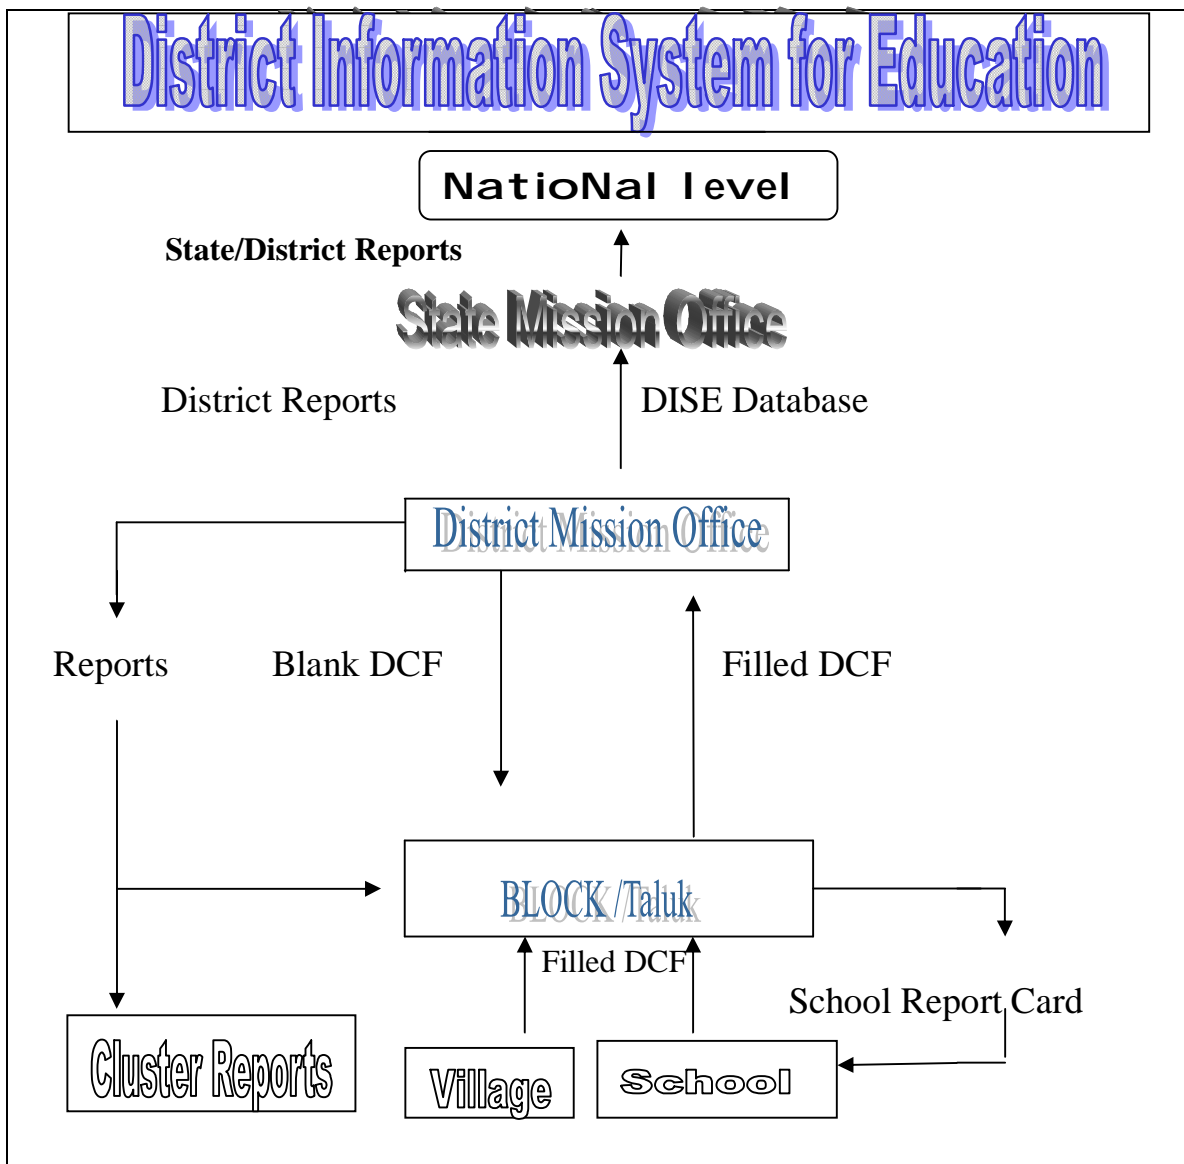 District Information System for Education
NatioNal level
State/District Reports
State Mission Office
District Reports
DISE Database
District Mission Office
Reports
Blank DCF
Filled DCF
BLOCK /Taluk
Filled DCF
School Report Card
Cluster Reports
Village
School